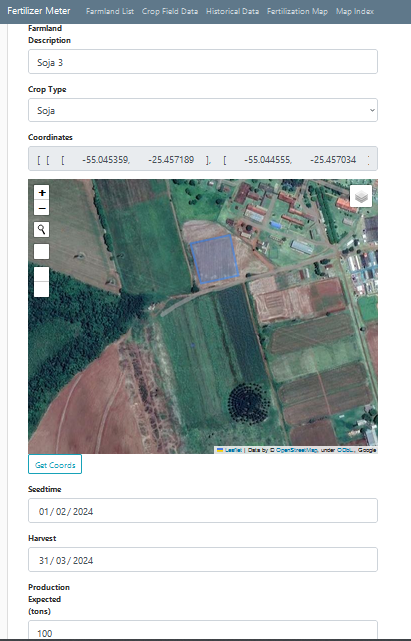 Fertilizer Meter Farmland List Crop Field Data Historical Data Fertilization Map Map Index
Farmland
Description
Soja 3
Crop Type
Soja
Coordinates
[ [ [ -55.045359, -25.457189 ], [ -55.044555, -25.457034
+
−
Leaflet | Data by © OpenStreetMap, under ODbL., Google
Get Coords
Seedtime
01/02/2024
Harvest
31/03/2024
Production
Expected
(tons)
100